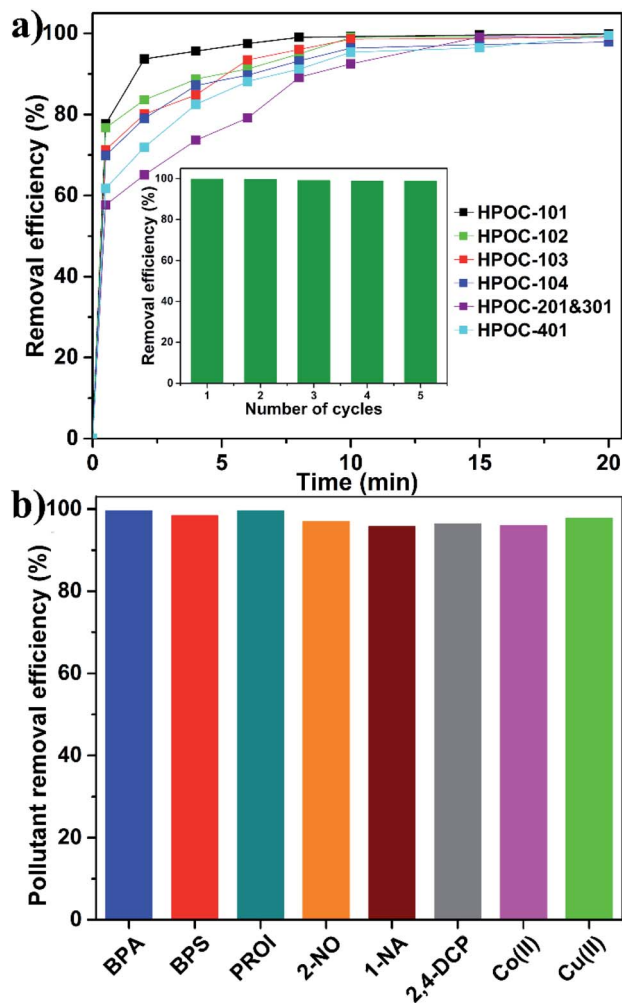 a)
100
80
60
40
20
0
Removal efficiency (%)
0
5
10
15
20
Time (min)
100
80
60
40
20
0
Removal efficiency (%)
1
2
3
4
5
Number of cycles
HPOC-101
HPOC-102
HPOC-103
HPOC-104
HPOC-201&301
HPOC-401
b)
100
80
60
40
20
0
Pollutant removal efficiency (%)
BPA
BPS
PROI
2-NO
1-NA
2,4-DCP
Co(II)
Cu(II)